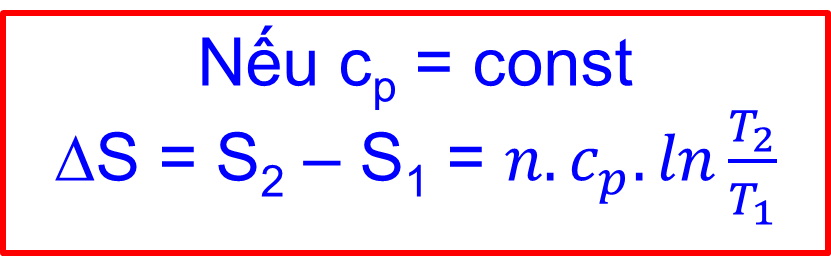 Nếu cₚ = const
ΔS = S₂ – S₁ = n. cₚ. ln T₂/T₁